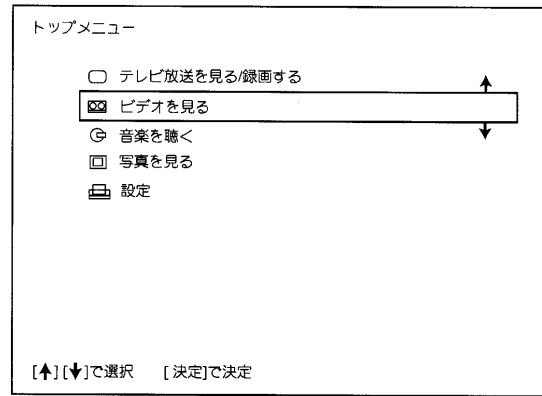 トップメニュー
テレビ放送を見る/録画する
ビデオを見る
音楽を聴く
写真を見る
設定
[↑][↓]で選択 [決定]で決定